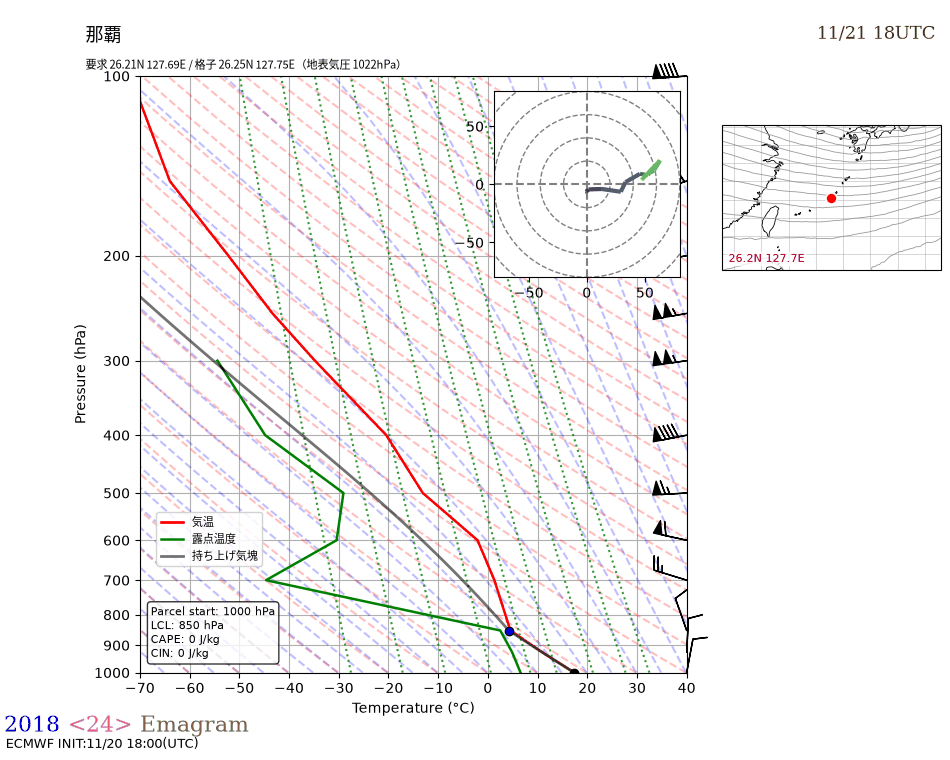 那覇
11/21 18UTC
要求 26.21N 127.69E / 格子 26.25N 127.75E（地表気圧 1022hPa）
100
200
300
400
500
600
700
800
900
1000
Pressure (hPa)
−70 −60 −50 −40 −30 −20 −10 0 10 20 30 40
Temperature (°C)
50
0
−50
−50 0 50
26.2N 127.7E
気温
露点温度
持ち上げ気塊
Parcel start: 1000 hPa
LCL: 850 hPa
CAPE: 0 J/kg
CIN: 0 J/kg
2018 <24> Emagram
ECMWF INIT:11/20 18:00(UTC)